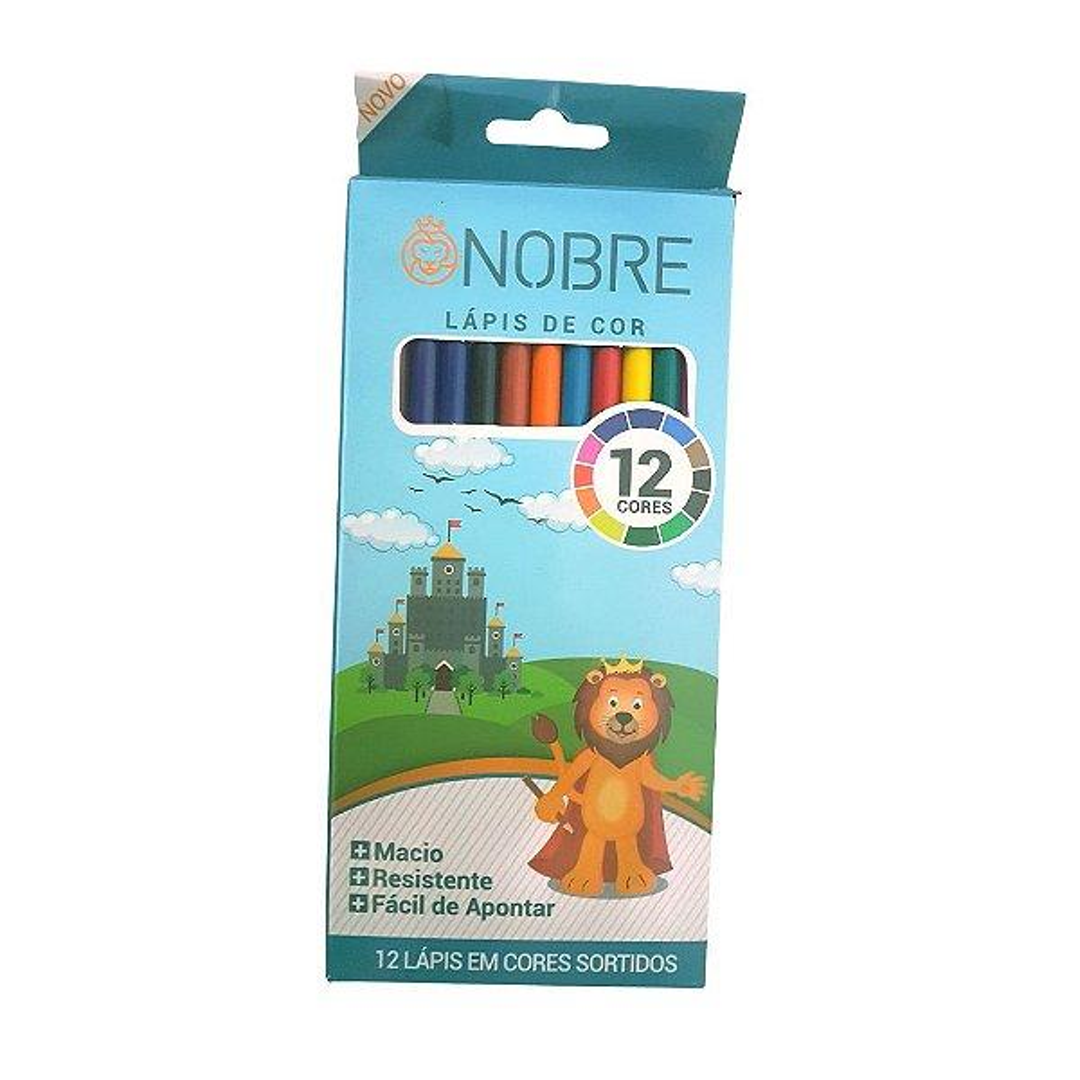 NOVO
NOBRE
LÁPIS DE COR
12
CORES
Macio
Resistente
Fácil de Apontar
12 LÁPIS EM CORES SORTIDOS